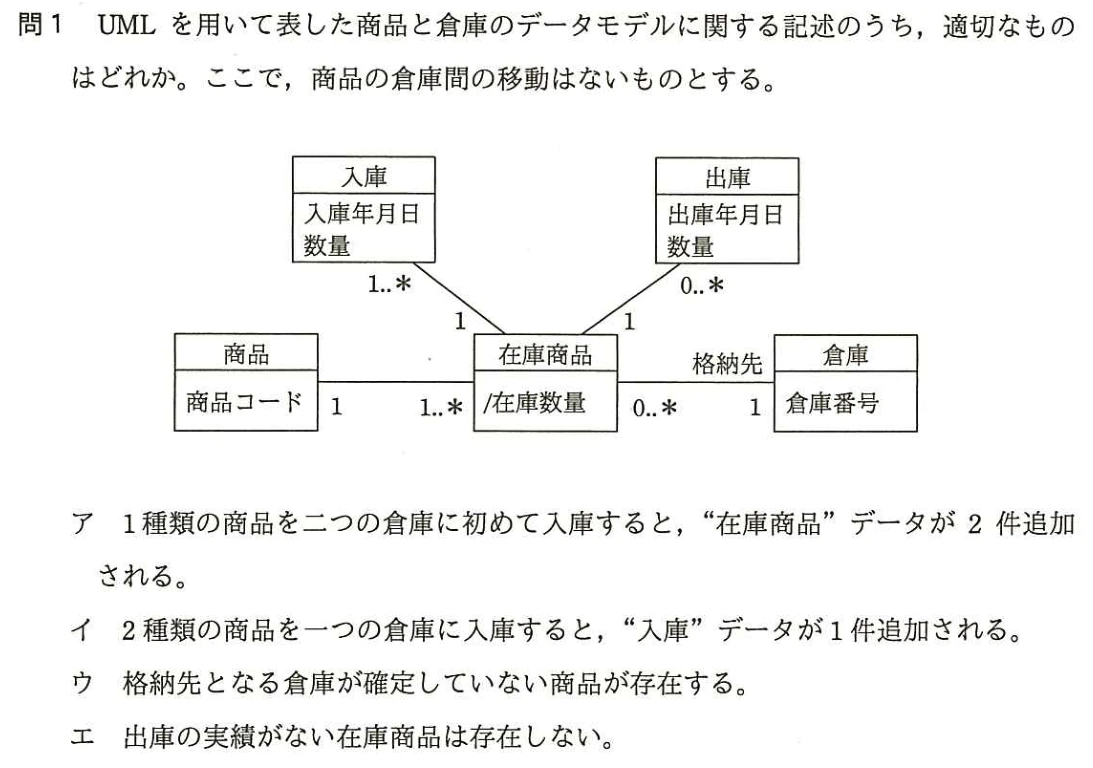 問1 UML を用いて表した商品と倉庫のデータモデルに関する記述のうち，適切なもの
はどれか。ここで，商品の倉庫間の移動はないものとする。
入庫
入庫年月日
数量
出庫
出庫年月日
数量
1..＊
0..＊
1
1
商品
商品コード
在庫商品
/在庫数量
格納先
倉庫
倉庫番号
1
1..＊
0..＊
1
ア 1種類の商品を二つの倉庫に初めて入庫すると，“在庫商品”データが 2 件追加
される。
イ 2種類の商品を一つの倉庫に入庫すると，“入庫”データが1件追加される。
ウ 格納先となる倉庫が確定していない商品が存在する。
エ 出庫の実績がない在庫商品は存在しない。